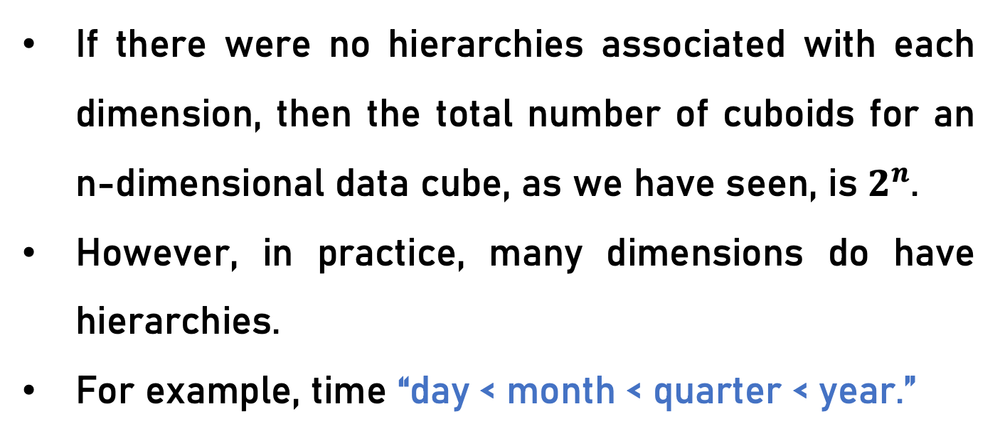 • If there were no hierarchies associated with each
dimension, then the total number of cuboids for an
n-dimensional data cube, as we have seen, is 2ⁿ.
• However, in practice, many dimensions do have
hierarchies.
• For example, time “day < month < quarter < year.”